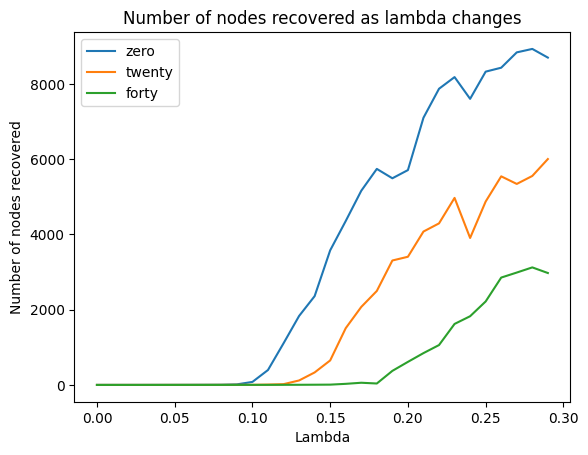 Number of nodes recovered as lambda changes
zero
twenty
forty
Number of nodes recovered
8000
6000
4000
2000
0
0.00 0.05 0.10 0.15 0.20 0.25 0.30
Lambda